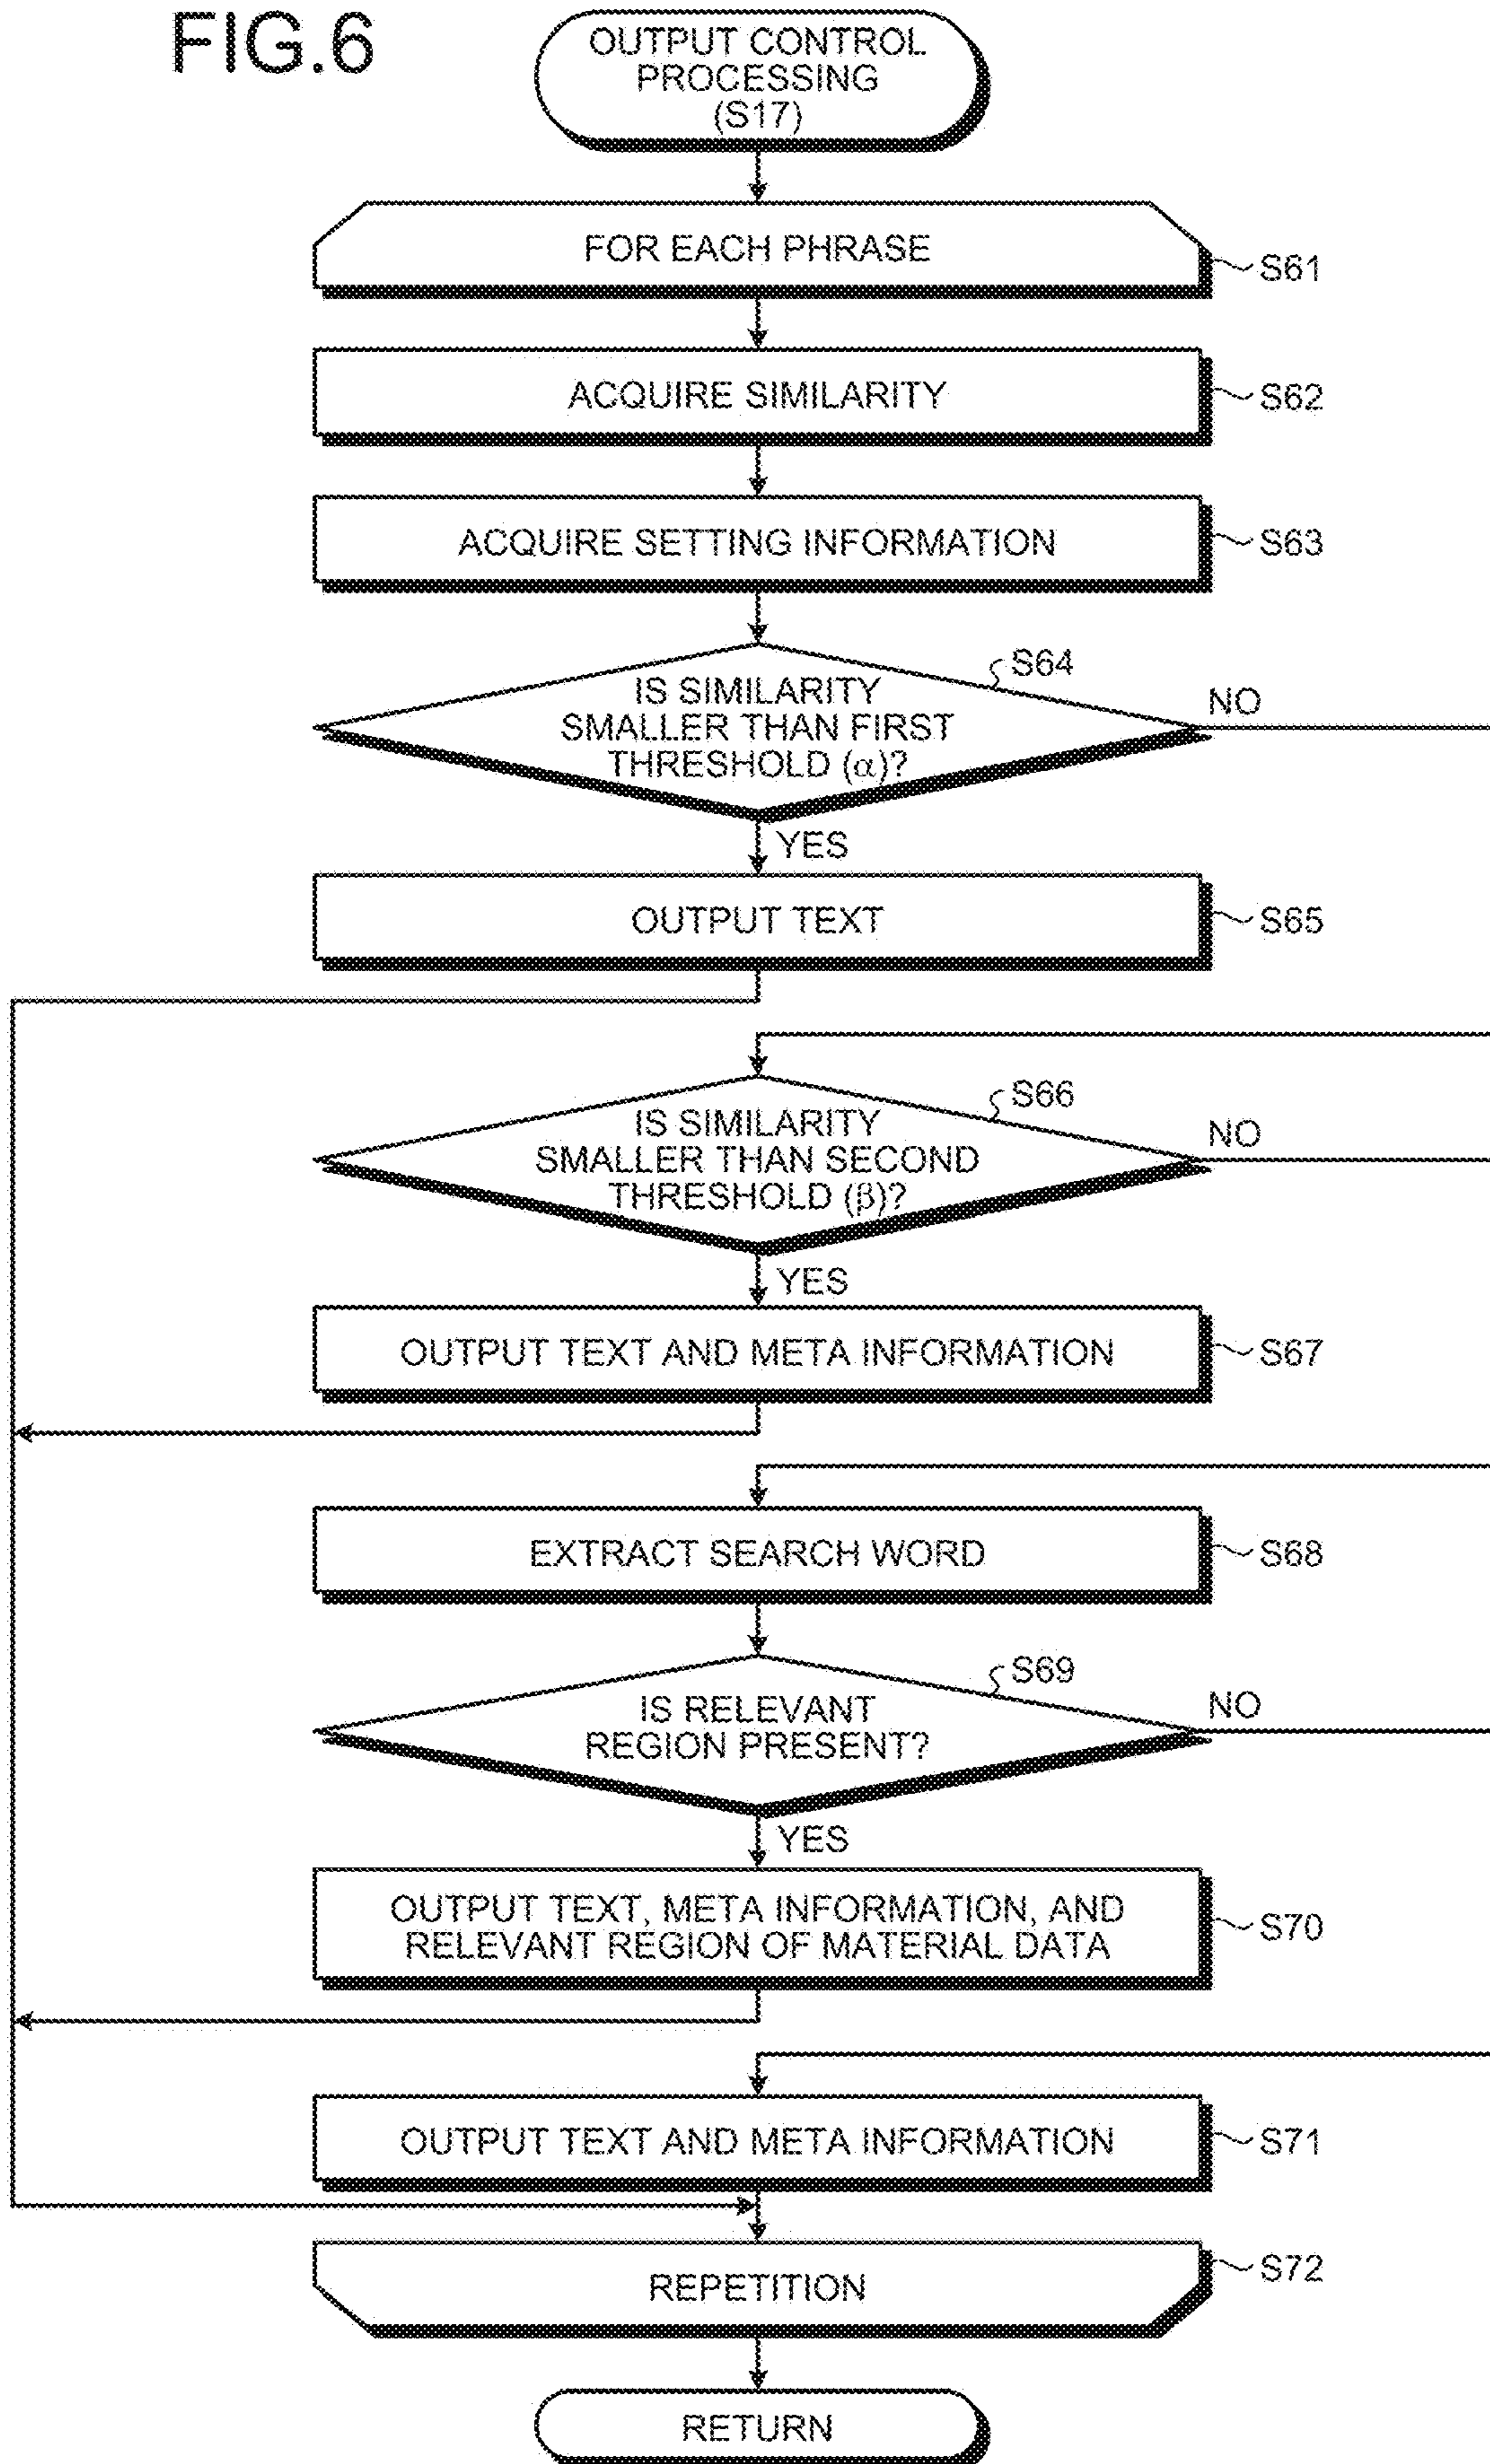 FIG.6
OUTPUT CONTROL
PROCESSING
(S17)
FOR EACH PHRASE
S61
ACQUIRE SIMILARITY
S62
ACQUIRE SETTING INFORMATION
S63
S64
IS SIMILARITY
SMALLER THAN FIRST
THRESHOLD (α)?
NO
YES
OUTPUT TEXT
S65
S66
IS SIMILARITY
SMALLER THAN SECOND
THRESHOLD (β)?
NO
YES
OUTPUT TEXT AND META INFORMATION
S67
EXTRACT SEARCH WORD
S68
S69
IS RELEVANT
REGION PRESENT?
NO
YES
OUTPUT TEXT, META INFORMATION, AND
RELEVANT REGION OF MATERIAL DATA
S70
OUTPUT TEXT AND META INFORMATION
S71
REPETITION
S72
RETURN